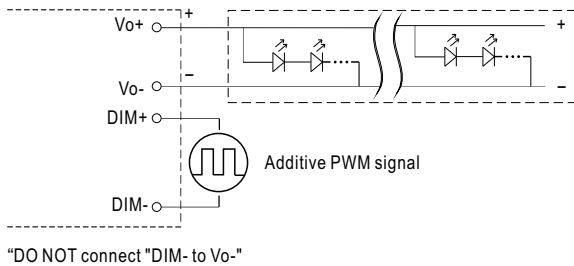 Vo+
+
+
Vo-
–
–
DIM+
Additive PWM signal
DIM-
“DO NOT connect "DIM- to Vo-"